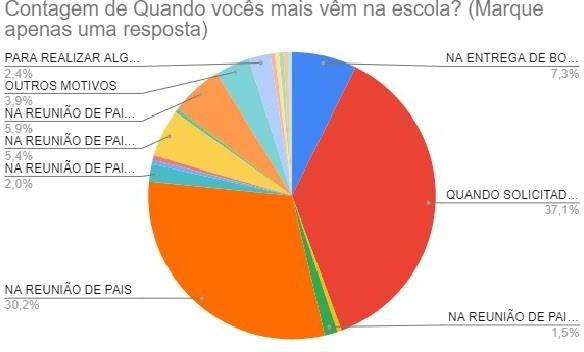 Contagem de Quando vocês mais vêm na escola? (Marque
apenas uma resposta)
PARA REALIZAR ALG...
2,4%
OUTROS MOTIVOS
3,9%
NA REUNIÃO DE PAI...
5,9%
NA REUNIÃO DE PAI...
5,4%
NA REUNIÃO DE PAI...
2,0%
NA REUNIÃO DE PAIS
30,2%
NA ENTREGA DE BO...
7,3%
QUANDO SOLICITAD...
37,1%
NA REUNIÃO DE PAI...
1,5%